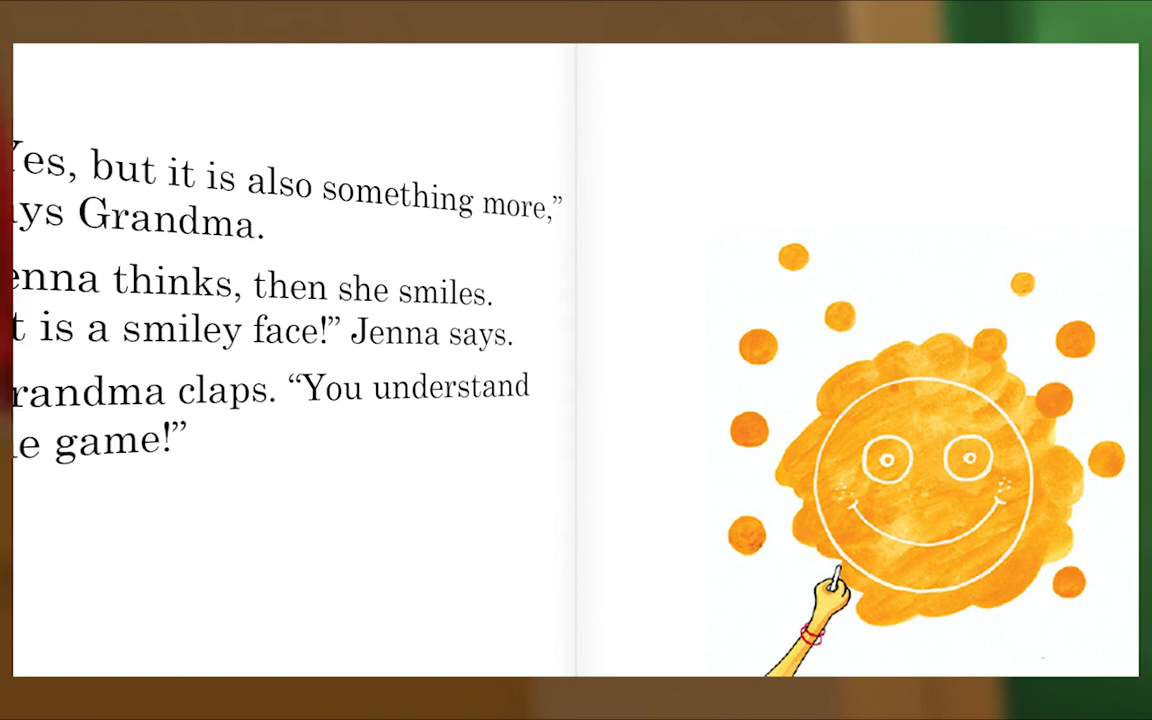 Yes, but it is also something more,”
ys Grandma.
enna thinks, then she smiles.
t is a smiley face!” Jenna says.
randma claps. “You understand
e game!”